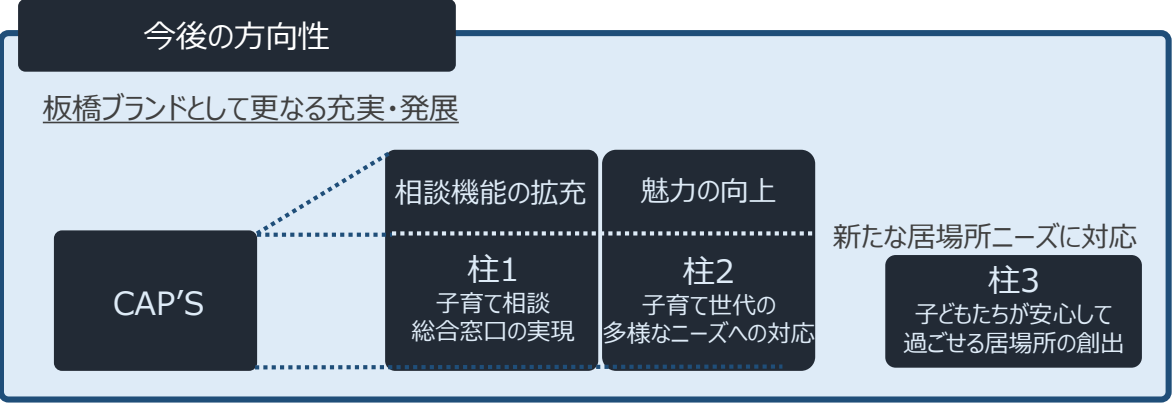 今後の方向性
板橋ブランドとして更なる充実・発展
相談機能の拡充
魅力の向上
CAP'S
柱1
子育て相談
総合窓口の実現
柱2
子育て世代の
多様なニーズへの対応
新たな居場所ニーズに対応
柱3
子どもたちが安心して
過ごせる居場所の創出